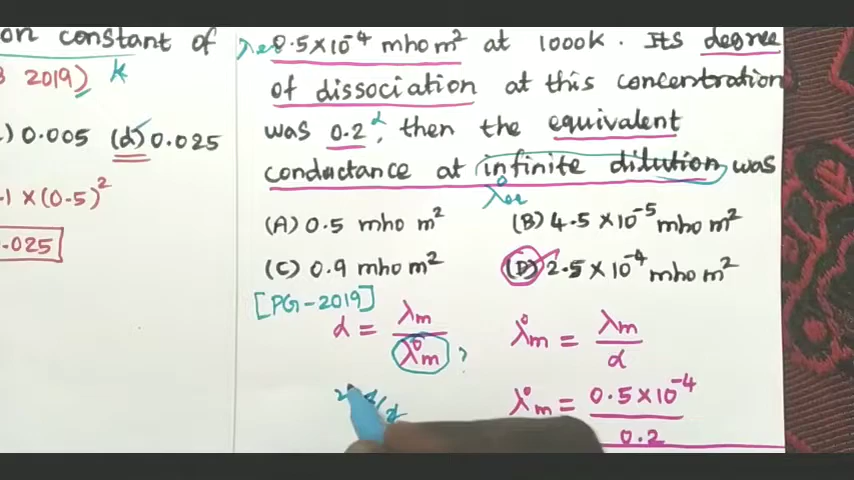 on constant of
B 2019) k
) 0.005 (d) 0.025
.1 × (0.5)²
.025
0.5×10⁻⁴ mho m² at 1000K. Its degree
of dissociation at this concentration
was 0.2 α, then the equivalent
conductance at infinite dilution was
(A) 0.5 mho m² (B) 4.5 ×10⁻⁵ mho m²
(C) 0.9 mho m² (D) 2.5 × 10⁻⁴ mho m²
[PG-2019]
α = λm / λ°m ? λ°m = λm / α
λ°m = 0.5×10⁻⁴ / 0.2